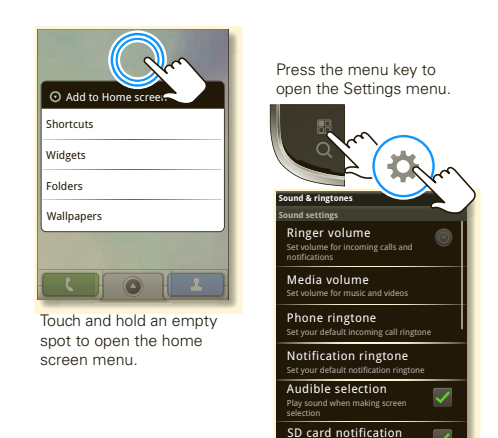 Add to Home screen
Shortcuts
Widgets
Folders
Wallpapers
Touch and hold an empty
spot to open the home
screen menu.
Press the menu key to
open the Settings menu.
Sound & ringtones
Sound settings
Ringer volume
Set volume for incoming calls and
notifications
Media volume
Set volume for music and videos
Phone ringtone
Set your default incoming call ringtone
Notification ringtone
Set your default notification ringtone
Audible selection
Play sound when making screen
selection
SD card notification